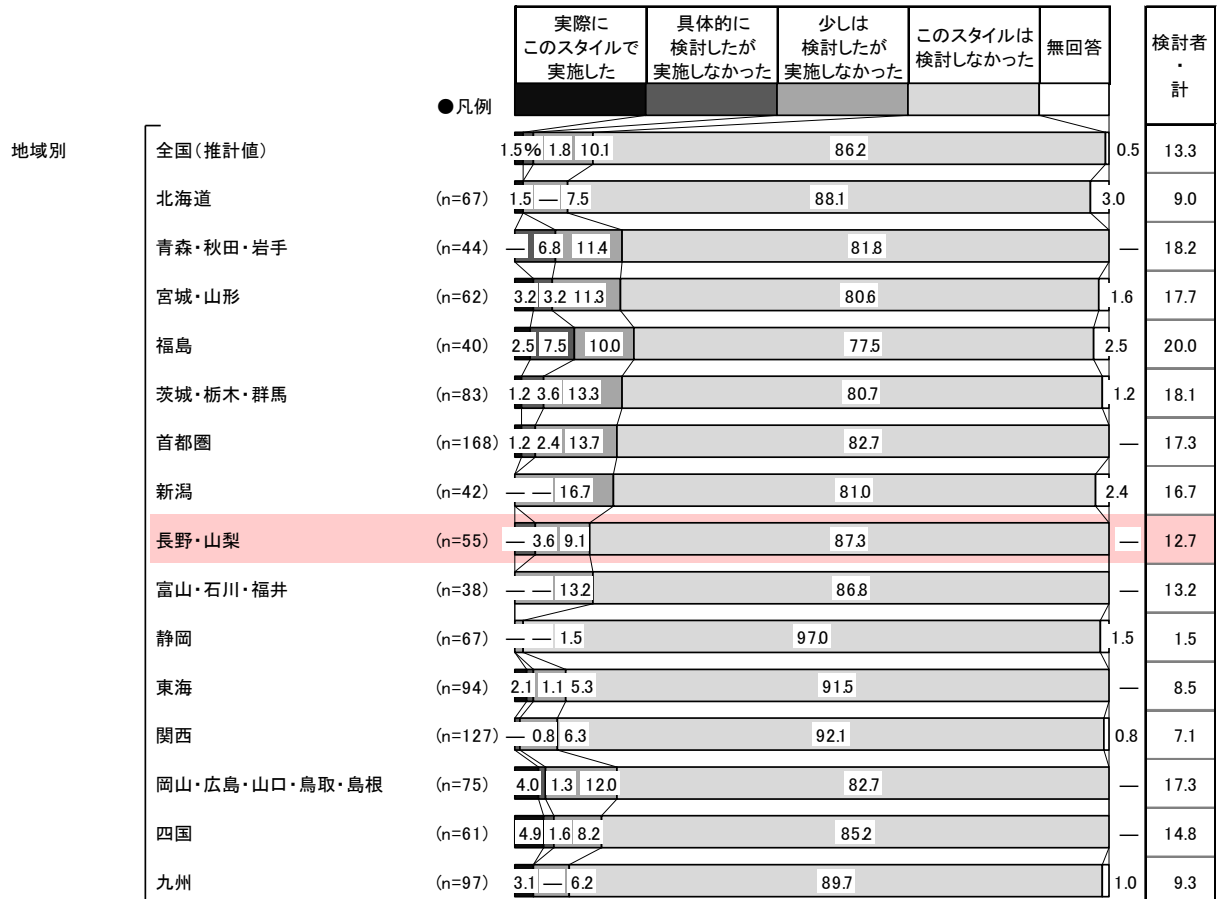 実際に
このスタイルで
実施した
具体的に
検討したが
実施しなかった
少しは
検討したが
実施しなかった
このスタイルは
検討しなかった
無回答
検討者
・
計
●凡例
地域別
全国(推計値) 1.5% 1.8 10.1 86.2 0.5 13.3
北海道 (n=67) 1.5 — 7.5 88.1 3.0 9.0
青森・秋田・岩手 (n=44) — 6.8 11.4 81.8 — 18.2
宮城・山形 (n=62) 3.2 3.2 11.3 80.6 1.6 17.7
福島 (n=40) 2.5 7.5 10.0 77.5 2.5 20.0
茨城・栃木・群馬 (n=83) 1.2 3.6 13.3 80.7 1.2 18.1
首都圏 (n=168) 1.2 2.4 13.7 82.7 — 17.3
新潟 (n=42) — — 16.7 81.0 2.4 16.7
長野・山梨 (n=55) — 3.6 9.1 87.3 — 12.7
富山・石川・福井 (n=38) — — 13.2 86.8 — 13.2
静岡 (n=67) — — 1.5 97.0 1.5 1.5
東海 (n=94) 2.1 1.1 5.3 91.5 — 8.5
関西 (n=127) — 0.8 6.3 92.1 0.8 7.1
岡山・広島・山口・鳥取・島根 (n=75) 4.0 1.3 12.0 82.7 — 17.3
四国 (n=61) 4.9 1.6 8.2 85.2 — 14.8
九州 (n=97) 3.1 — 6.2 89.7 1.0 9.3